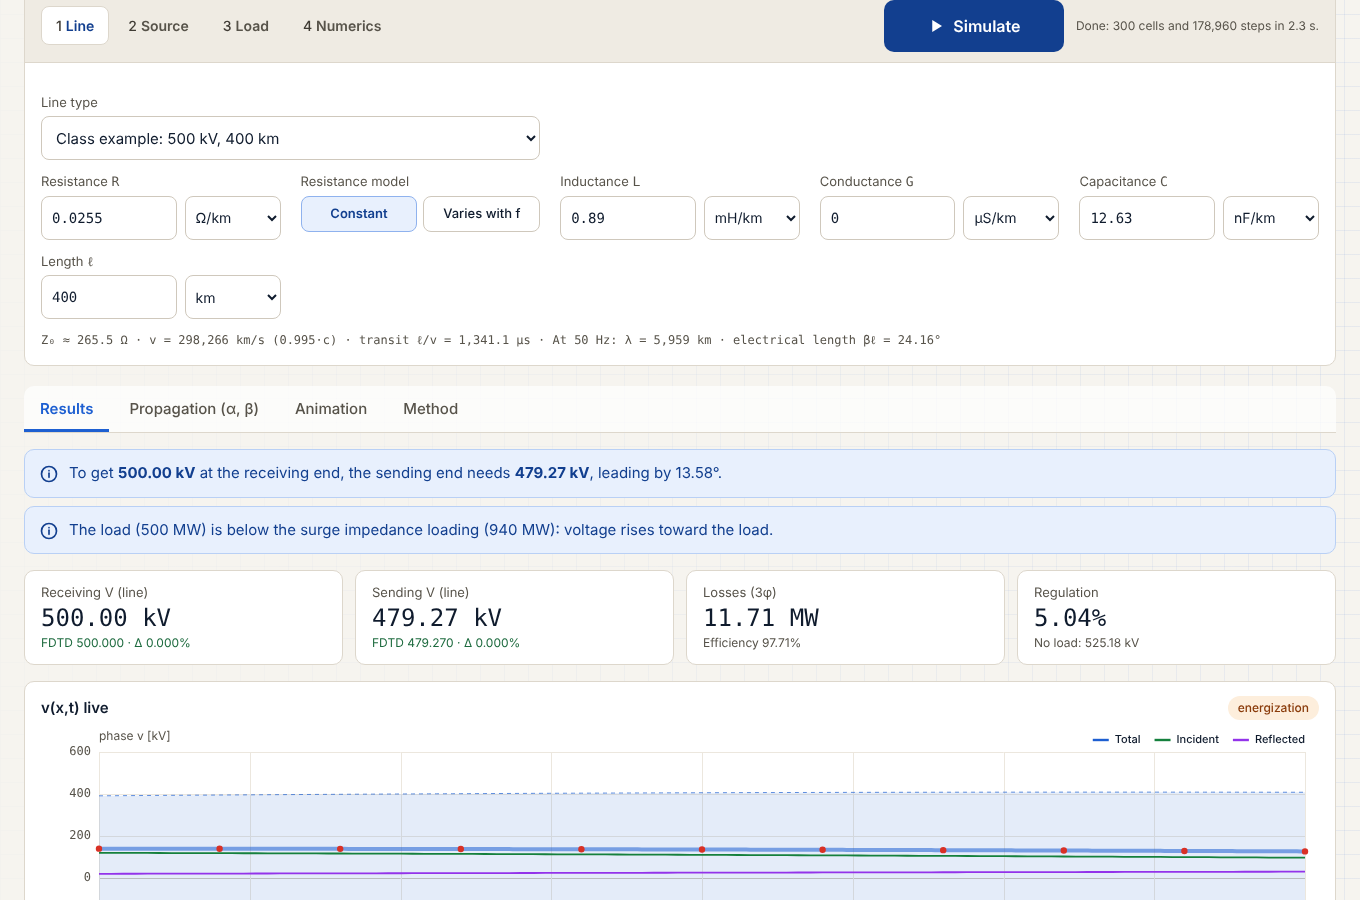 1 Line
2 Source
3 Load
4 Numerics
Simulate
Done: 300 cells and 178,960 steps in 2.3 s.
Line type
Class example: 500 kV, 400 km
Resistance R
Resistance model
Inductance L
Conductance G
Capacitance C
0.0255
Ω/km
Constant
Varies with f
0.89
mH/km
0
µS/km
12.63
nF/km
Length ℓ
400
km
Z₀ ≈ 265.5 Ω · v = 298,266 km/s (0.995·c) · transit ℓ/v = 1,341.1 µs · At 50 Hz: λ = 5,959 km · electrical length βℓ = 24.16°
Results
Propagation (α, β)
Animation
Method
To get 500.00 kV at the receiving end, the sending end needs 479.27 kV, leading by 13.58°.
The load (500 MW) is below the surge impedance loading (940 MW): voltage rises toward the load.
Receiving V (line)
500.00 kV
FDTD 500.000 · Δ 0.000%
Sending V (line)
479.27 kV
FDTD 479.270 · Δ 0.000%
Losses (3φ)
11.71 MW
Efficiency 97.71%
Regulation
5.04%
No load: 525.18 kV
v(x,t) live
energization
phase v [kV]
Total
Incident
Reflected
600
400
200
0